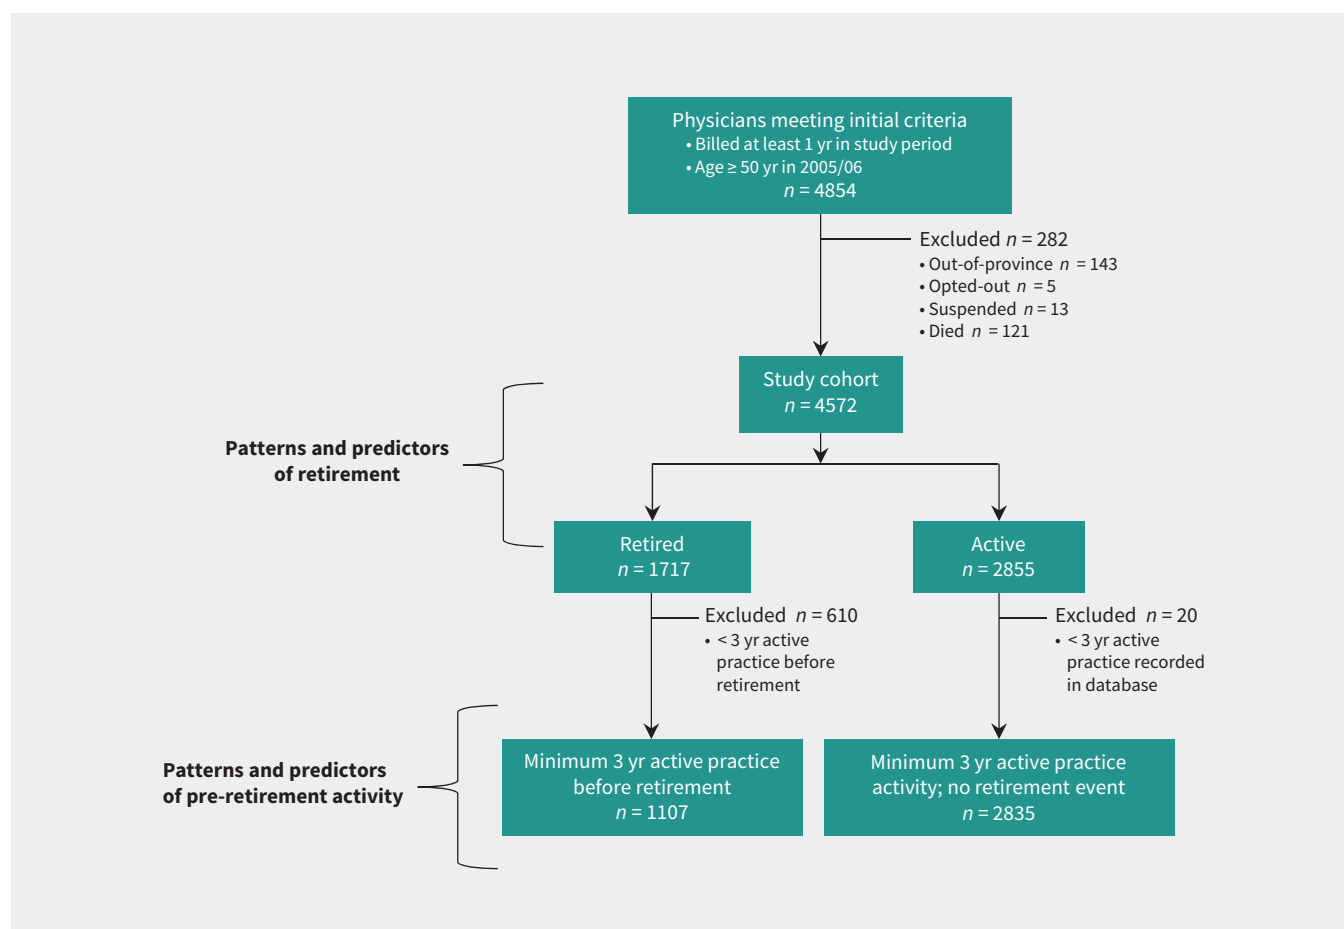 Physicians meeting initial criteria
• Billed at least 1 yr in study period
• Age ≥ 50 yr in 2005/06
n = 4854
Excluded n = 282
• Out-of-province n = 143
• Opted-out n = 5
• Suspended n = 13
• Died n = 121
Study cohort
n = 4572
Patterns and predictors
of retirement
Retired
n = 1717
Active
n = 2855
Excluded n = 610
• < 3 yr active
practice before
retirement
Excluded n = 20
• < 3 yr active
practice recorded
in database
Patterns and predictors
of pre-retirement activity
Minimum 3 yr active practice
before retirement
n = 1107
Minimum 3 yr active practice
activity; no retirement event
n = 2835